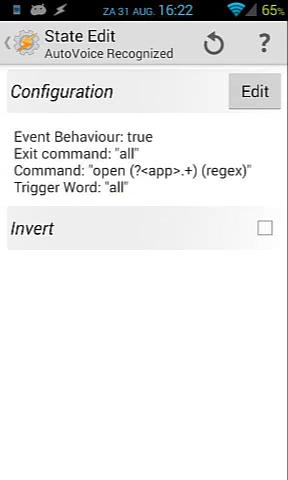 ZA 31 AUG. 16:22 65%
State Edit
AutoVoice Recognized
?
Configuration
Edit
Event Behaviour: true
Exit command: "all"
Command: "open (?<app>.+) (regex)"
Trigger Word: "all"
Invert